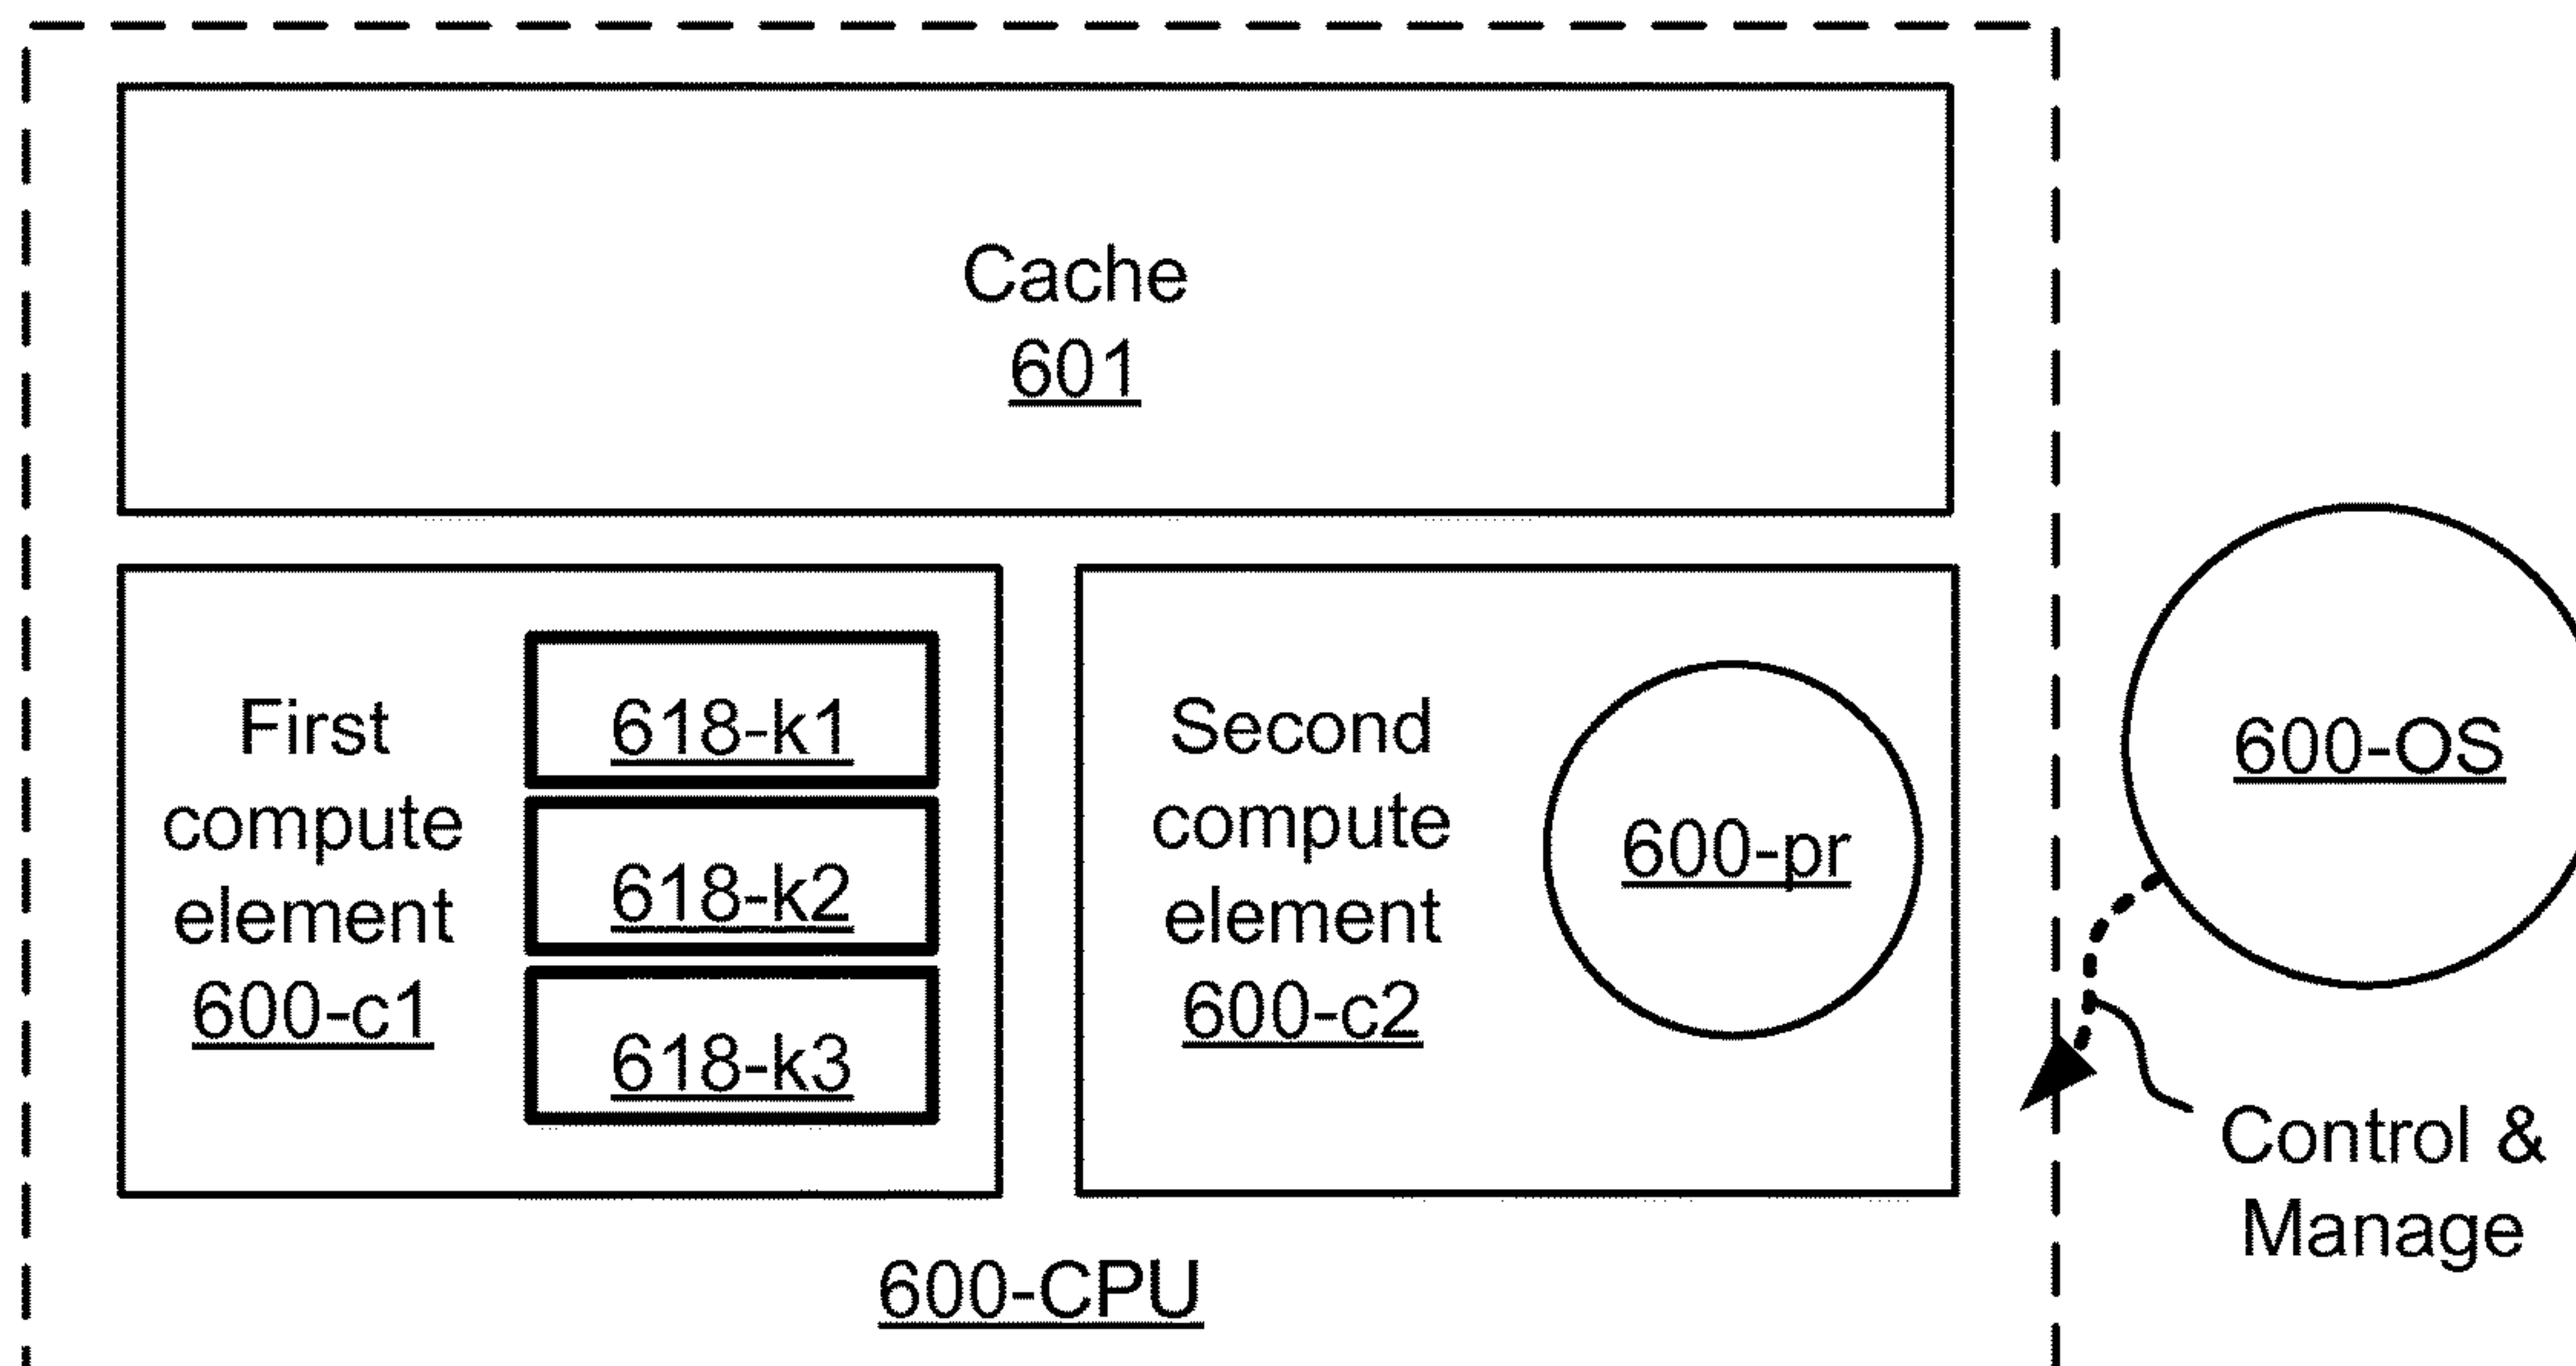 Cache
601
First
compute
element
600-c1
618-k1
618-k2
618-k3
Second
compute
element
600-c2
600-pr
600-OS
Control &
Manage
600-CPU